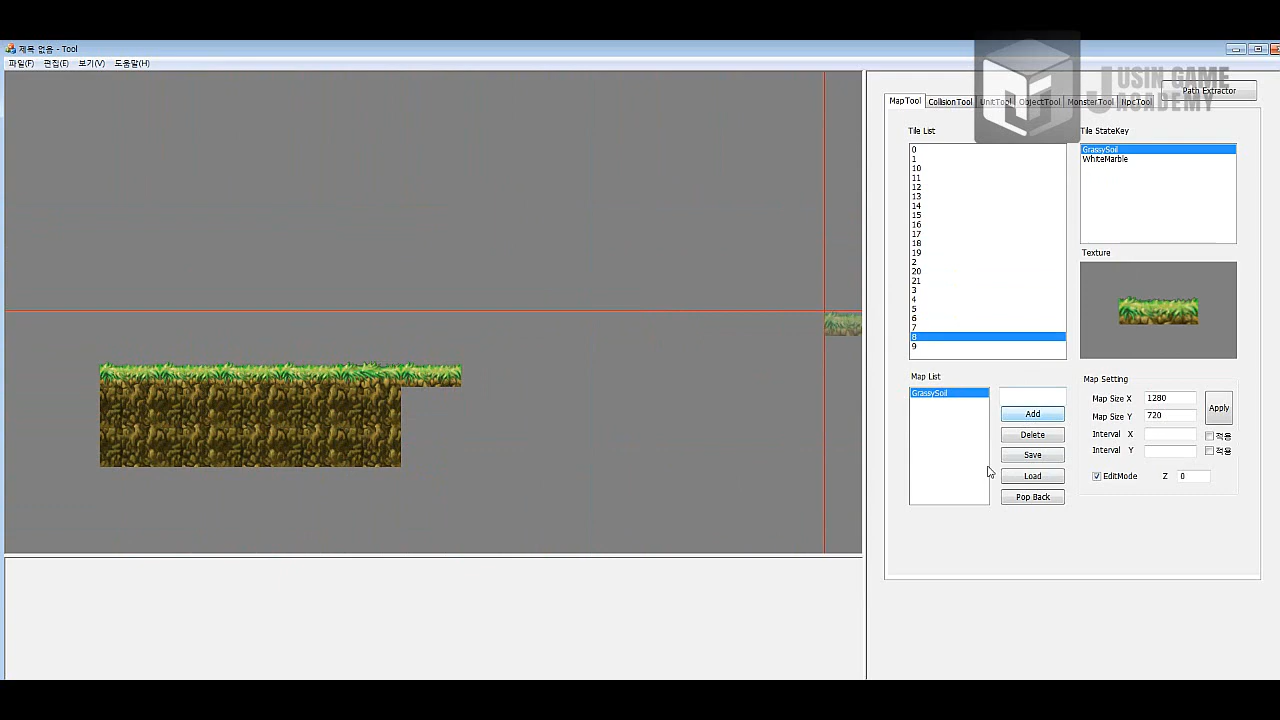 제목 없음 - Tool
파일(F) 편집(E) 보기(V) 도움말(H)
JUSIN GAME
ACADEMY
Path Extractor
MapTool CollsionTool UnitTool ObjectTool MonsterTool NpcTool
Tile List
0
1
10
11
12
13
14
15
16
17
18
19
2
20
21
3
4
5
6
7
8
9
Tile StateKey
GrassySoil
WhiteMarble
Texture
Map List
GrassySoil
Add
Delete
Save
Load
Pop Back
Map Setting
Map Size X 1280
Map Size Y 720
Apply
Interval X 적용
Interval Y 적용
EditMode Z 0